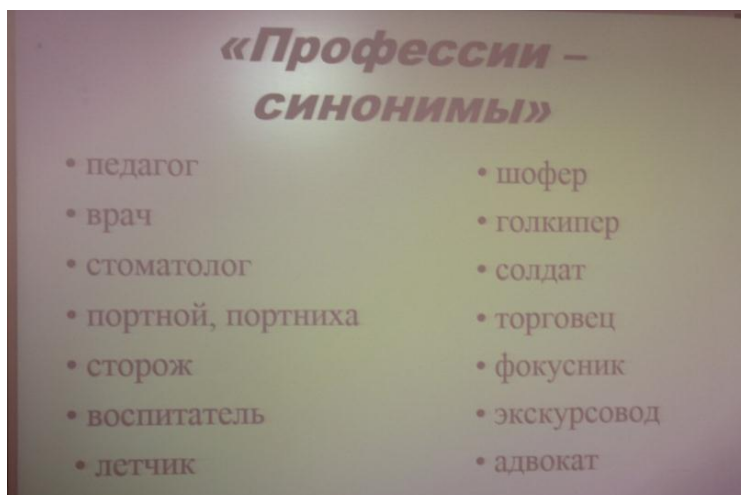 «Профессии –
синонимы»
• педагог
• врач
• стоматолог
• портной, портниха
• сторож
• воспитатель
• летчик
• шофер
• голкипер
• солдат
• торговец
• фокусник
• экскурсовод
• адвокат